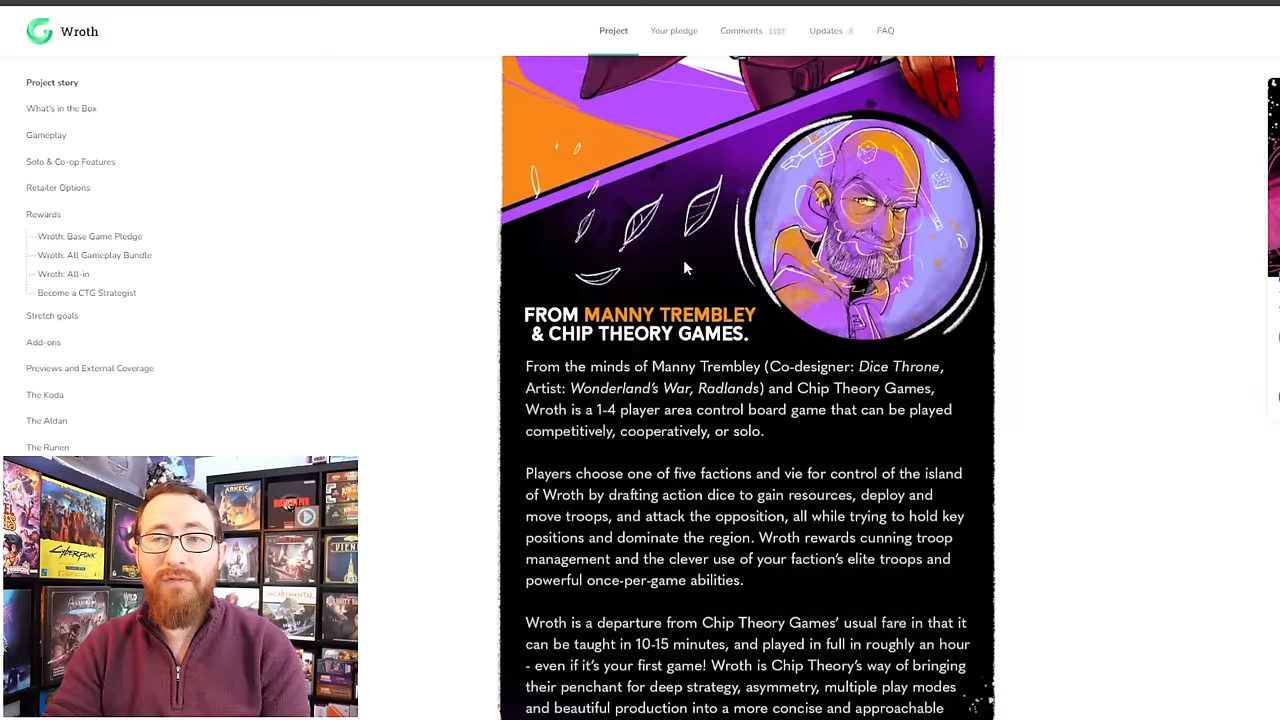 Wroth
Project
Your pledge
Comments 1107
Updates 3
FAQ
Project story
What's in the Box
Gameplay
Solo & Co-op Features
Retailer Options
Rewards
Wroth: Base Game Pledge
Wroth: All Gameplay Bundle
Wroth: All-in
Become a CTG Strategist
Stretch goals
Add-ons
Previews and External Coverage
The Koda
The Aldan
The Runen
FROM MANNY TREMBLEY
& CHIP THEORY GAMES.
From the minds of Manny Trembley (Co-designer: Dice Throne,
Artist: Wonderland's War, Radlands) and Chip Theory Games,
Wroth is a 1-4 player area control board game that can be played
competitively, cooperatively, or solo.
Players choose one of five factions and vie for control of the island
of Wroth by drafting action dice to gain resources, deploy and
move troops, and attack the opposition, all while trying to hold key
positions and dominate the region. Wroth rewards cunning troop
management and the clever use of your faction's elite troops and
powerful once-per-game abilities.
Wroth is a departure from Chip Theory Games' usual fare in that it
can be taught in 10-15 minutes, and played in full in roughly an hour
- even if it's your first game! Wroth is Chip Theory's way of bringing
their penchant for deep strategy, asymmetry, multiple play modes
and beautiful production into a more concise and approachable
ARKEIS
CYBERPUNK